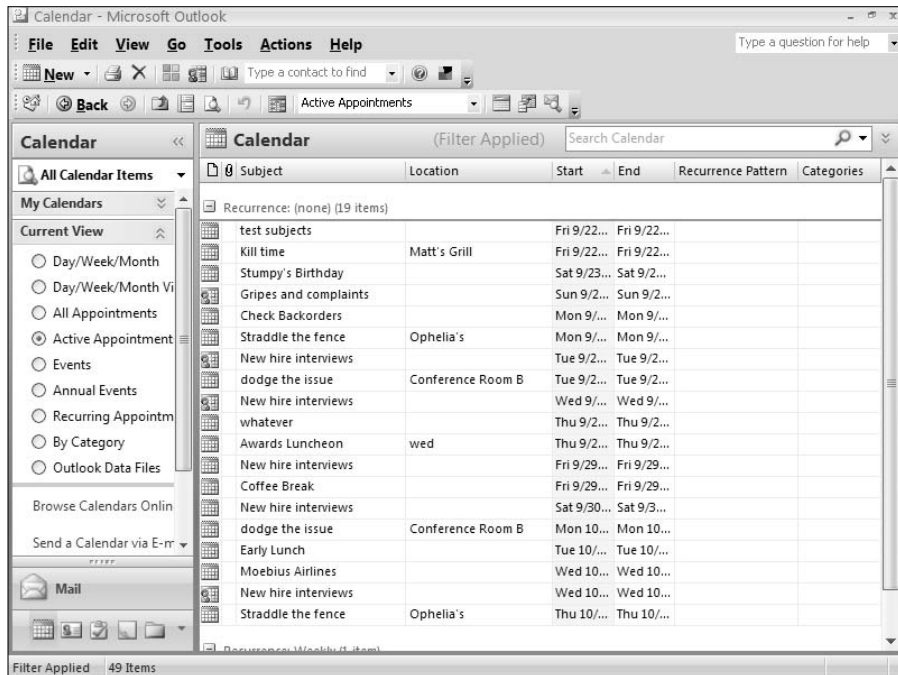 Calendar - Microsoft Outlook
File Edit View Go Tools Actions Help
Type a question for help
New
Type a contact to find
Back
Active Appointments
Calendar
Calendar (Filter Applied)
Search Calendar
All Calendar Items
My Calendars
Current View
Day/Week/Month
Day/Week/Month Vi
All Appointments
Active Appointment
Events
Annual Events
Recurring Appointm
By Category
Outlook Data Files
Browse Calendars Onlin
Send a Calendar via E-m
Mail
Subject Location Start End Recurrence Pattern Categories
Recurrence: (none) (19 items)
test subjects Fri 9/22... Fri 9/22...
Kill time Matt's Grill Fri 9/22... Fri 9/22...
Stumpy's Birthday Sat 9/23... Sat 9/2...
Gripes and complaints Sun 9/2... Sun 9/2...
Check Backorders Mon 9/... Mon 9/...
Straddle the fence Ophelia's Mon 9/... Mon 9/...
New hire interviews Tue 9/2... Tue 9/2...
dodge the issue Conference Room B Tue 9/2... Tue 9/2...
New hire interviews Wed 9/... Wed 9/...
whatever Thu 9/2... Thu 9/2...
Awards Luncheon wed Thu 9/2... Thu 9/2...
New hire interviews Fri 9/29... Fri 9/29...
Coffee Break Fri 9/29... Fri 9/29...
New hire interviews Sat 9/30... Sat 9/3...
dodge the issue Conference Room B Mon 10... Mon 10...
Early Lunch Tue 10/... Tue 10/...
Moebius Airlines Wed 10... Wed 10...
New hire interviews Wed 10... Wed 10...
Straddle the fence Ophelia's Thu 10/... Thu 10/...
Recurrence: Weekly (1 item)
Filter Applied 49 Items